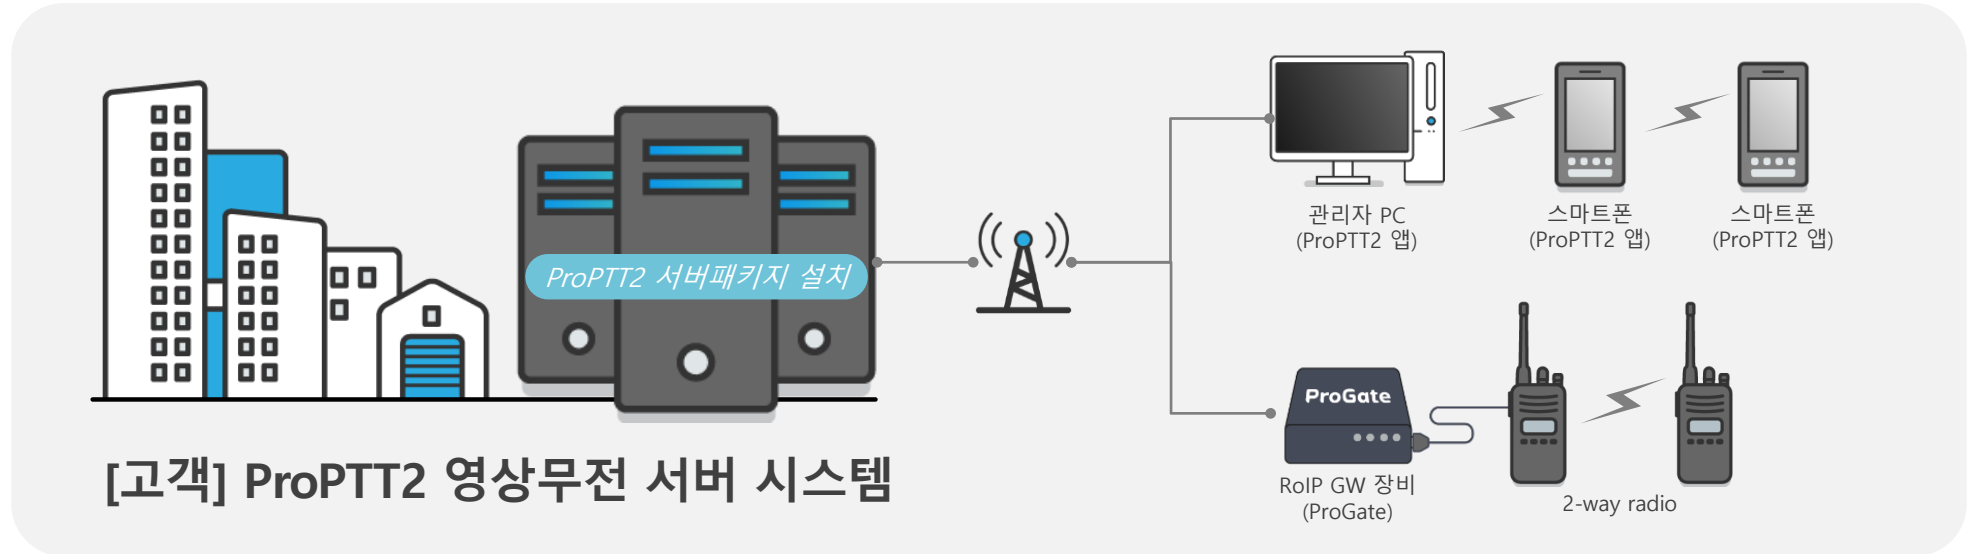 ProPTT2 서버패키지 설치
[고객] ProPTT2 영상무전 서버 시스템
관리자 PC
(ProPTT2 앱)
스마트폰
(ProPTT2 앱)
스마트폰
(ProPTT2 앱)
ProGate
RoIP GW 장비
(ProGate)
2-way radio